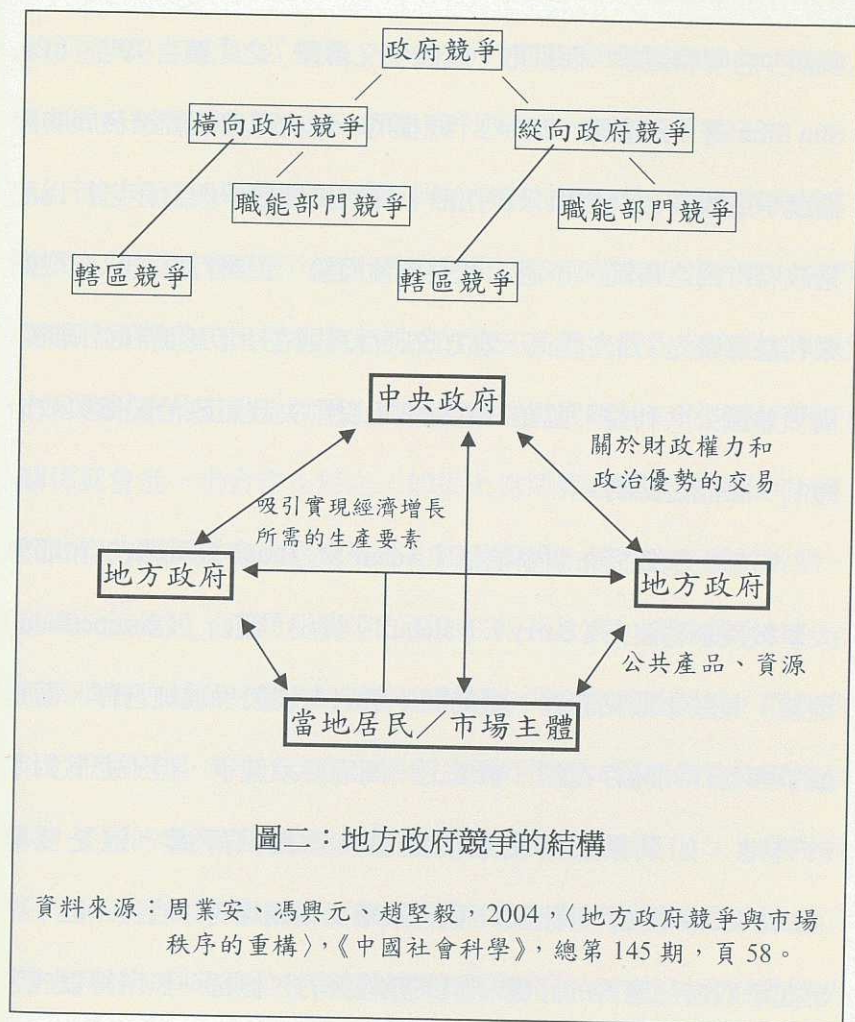 政府競爭
橫向政府競爭 縱向政府競爭
職能部門競爭 職能部門競爭
轄區競爭 轄區競爭
中央政府
關於財政權力和
政治優勢的交易
吸引實現經濟增長
所需的生產要素
地方政府 地方政府
公共產品、資源
當地居民／市場主體
圖二：地方政府競爭的結構
資料來源：周業安、馮興元、趙堅毅，2004，〈地方政府競爭與市場
秩序的重構〉，《中國社會科學》，總第 145 期，頁 58。